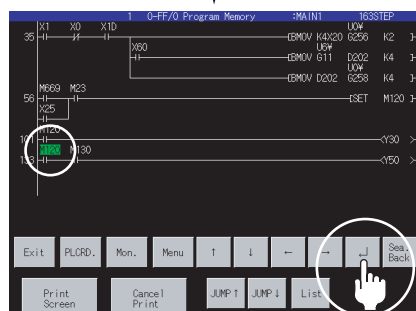 1 0-FF/0 Program Memory :MAIN1 163STEP
X1 X0 X1D U0¥
35 [BMOV K4X20 G256 K2 ]
X60 U6¥
[BMOV G11 D202 K4 ]
U0¥
[BMOV D202 G258 K4 ]
M669 M23
56 [SET M120 ]
X25
M120
<Y30 >
M120 M130
<Y50 >
Exit PLCRD. Mon. Menu ↑ ↓ ← → ↵ Sea. Back
Print Screen Cancel Print JUMP↑ JUMP↓ List